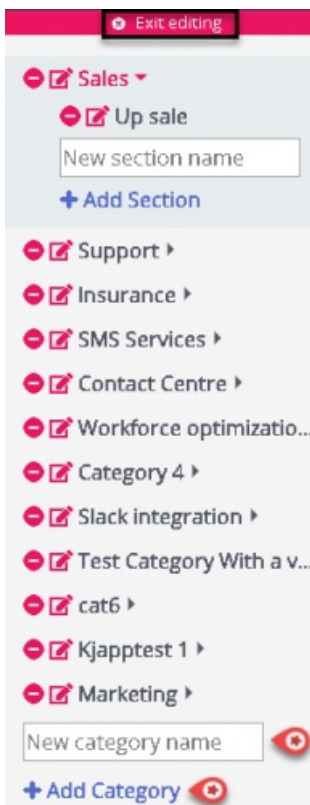 Exit editing
Sales
Up sale
New section name
Add Section
Support
Insurance
SMS Services
Contact Centre
Workforce optimizatio...
Category 4
Slack integration
Test Category With a v...
cat6
Kjapptest 1
Marketing
New category name
Add Category